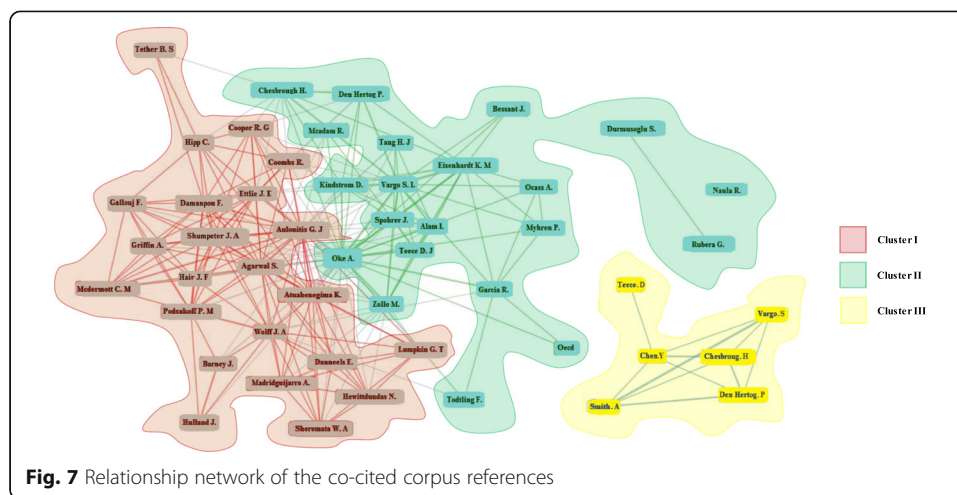 Tether B. S
Chesbrough H.
Den Hertog P.
Bessant J.
Cooper R. G
Mcadam R.
Durmusoglu S.
Hipp C.
Tang H. J
Coombs R.
Eisenhardt K. M
Kindstrom D.
Vargo S. L
Ocass A.
Naula R.
Ettlie J. E
Gallouj F.
Damanpou F.
Spohrer J.
Alam I.
Myhren P.
Aulonitis G. J
Shumpeter J. A
Griffin A.
Teece D. J
Rubera G.
Cluster I
Oke A.
Agarwal S.
Hair J. F
Cluster II
Mcdermott C. M
Atuahenegima K.
Garcia R.
Teece. D
Zollo M.
Podsakoff P. M
Cluster III
Vargo. S
Wolff J. A
Lumpkin G. T
Oecd
Chen.Y
Chesbroug. H
Barney J.
Dunneels E.
Madridguijarro A.
Hewittdundas N.
Todtling F.
Den Hertog. P
Smith. A
Hulland J.
Sheremata W. A
Fig. 7 Relationship network of the co-cited corpus references